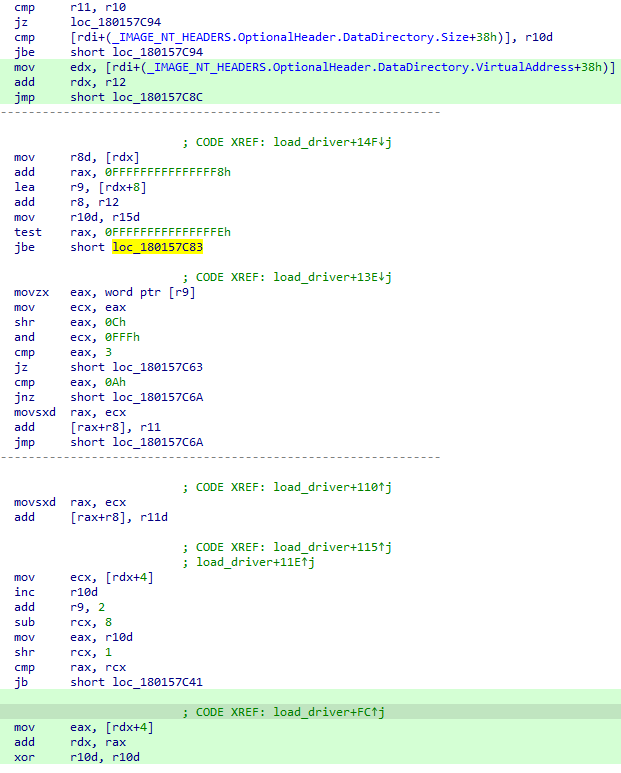 cmp r11, r10
jz loc_180157C94
cmp [rdi+(_IMAGE_NT_HEADERS.OptionalHeader.DataDirectory.Size+38h)], r10d
jbe short loc_180157C94
mov edx, [rdi+(_IMAGE_NT_HEADERS.OptionalHeader.DataDirectory.VirtualAddress+38h)]
add rdx, r12
jmp short loc_180157C8C
; CODE XREF: load_driver+14F↓j
mov r8d, [rdx]
add rax, 0FFFFFFFFFFFFFFF8h
lea r9, [rdx+8]
add r8, r12
mov r10d, r15d
test rax, 0FFFFFFFFFFFFFFFEh
jbe short loc_180157C83
; CODE XREF: load_driver+13E↓j
movzx eax, word ptr [r9]
mov ecx, eax
shr eax, 0Ch
and ecx, 0FFFh
cmp eax, 3
jz short loc_180157C63
cmp eax, 0Ah
jnz short loc_180157C6A
movsxd rax, ecx
add [rax+r8], r11
jmp short loc_180157C6A
; CODE XREF: load_driver+110↑j
movsxd rax, ecx
add [rax+r8], r11d
; CODE XREF: load_driver+115↑j
; load_driver+11E↑j
mov ecx, [rdx+4]
inc r10d
add r9, 2
sub rcx, 8
mov eax, r10d
shr rcx, 1
cmp rax, rcx
jb short loc_180157C41
; CODE XREF: load_driver+FC↑j
mov eax, [rdx+4]
add rdx, rax
xor r10d, r10d